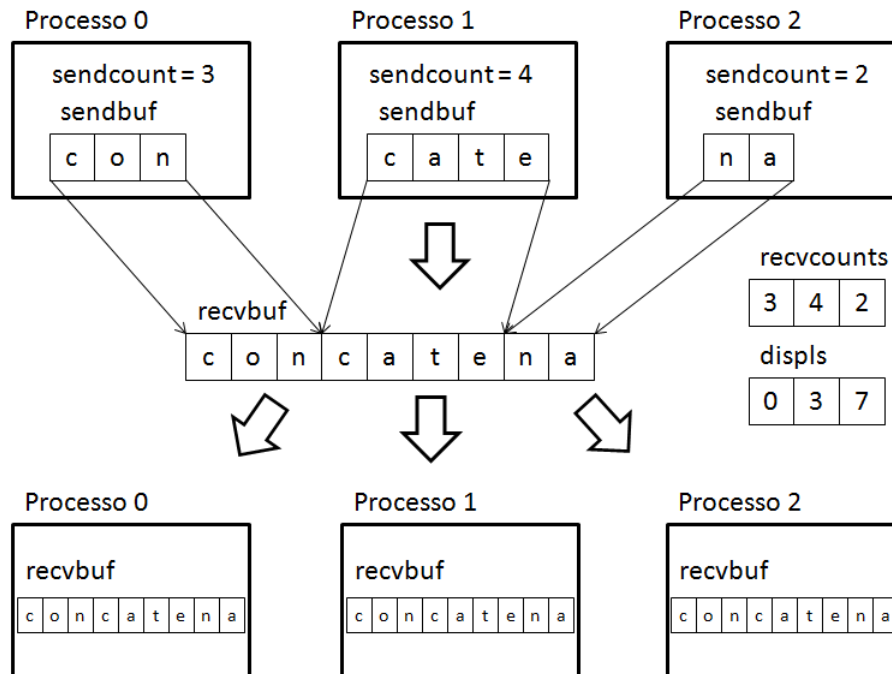 Processo 0
Processo 1
Processo 2
sendcount = 3
sendcount = 4
sendcount = 2
sendbuf
sendbuf
sendbuf
c o n
c a t e
n a
recvcounts
3 4 2
recvbuf
c o n c a t e n a
displs
0 3 7
Processo 0
Processo 1
Processo 2
recvbuf
recvbuf
recvbuf
c o n c a t e n a
c o n c a t e n a
c o n c a t e n a